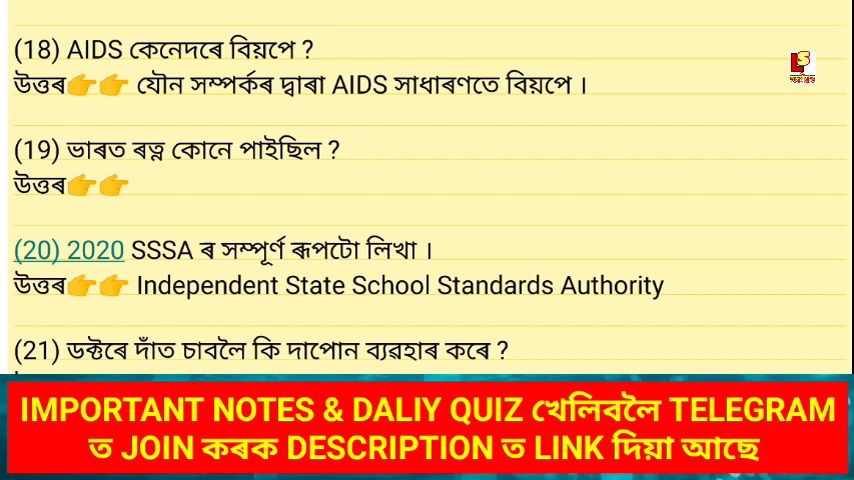 (18) AIDS কেনেদৰে বিয়পে ?
উত্তৰ👉👉 যৌন সম্পৰ্কৰ দ্বাৰা AIDS সাধাৰণতে বিয়পে ।
(19) ভাৰত ৰত্ন কোনে পাইছিল ?
উত্তৰ👉👉
(20) 2020 SSSA ৰ সম্পূৰ্ণ ৰূপটো লিখা ।
উত্তৰ👉👉 Independent State School Standards Authority
(21) ডক্টৰে দাঁত চাবলৈ কি দাপোন ব্যৱহাৰ কৰে ?
IMPORTANT NOTES & DALIY QUIZ খেলিবলৈ TELEGRAM
ত JOIN কৰক DESCRIPTION ত LINK দিয়া আছে